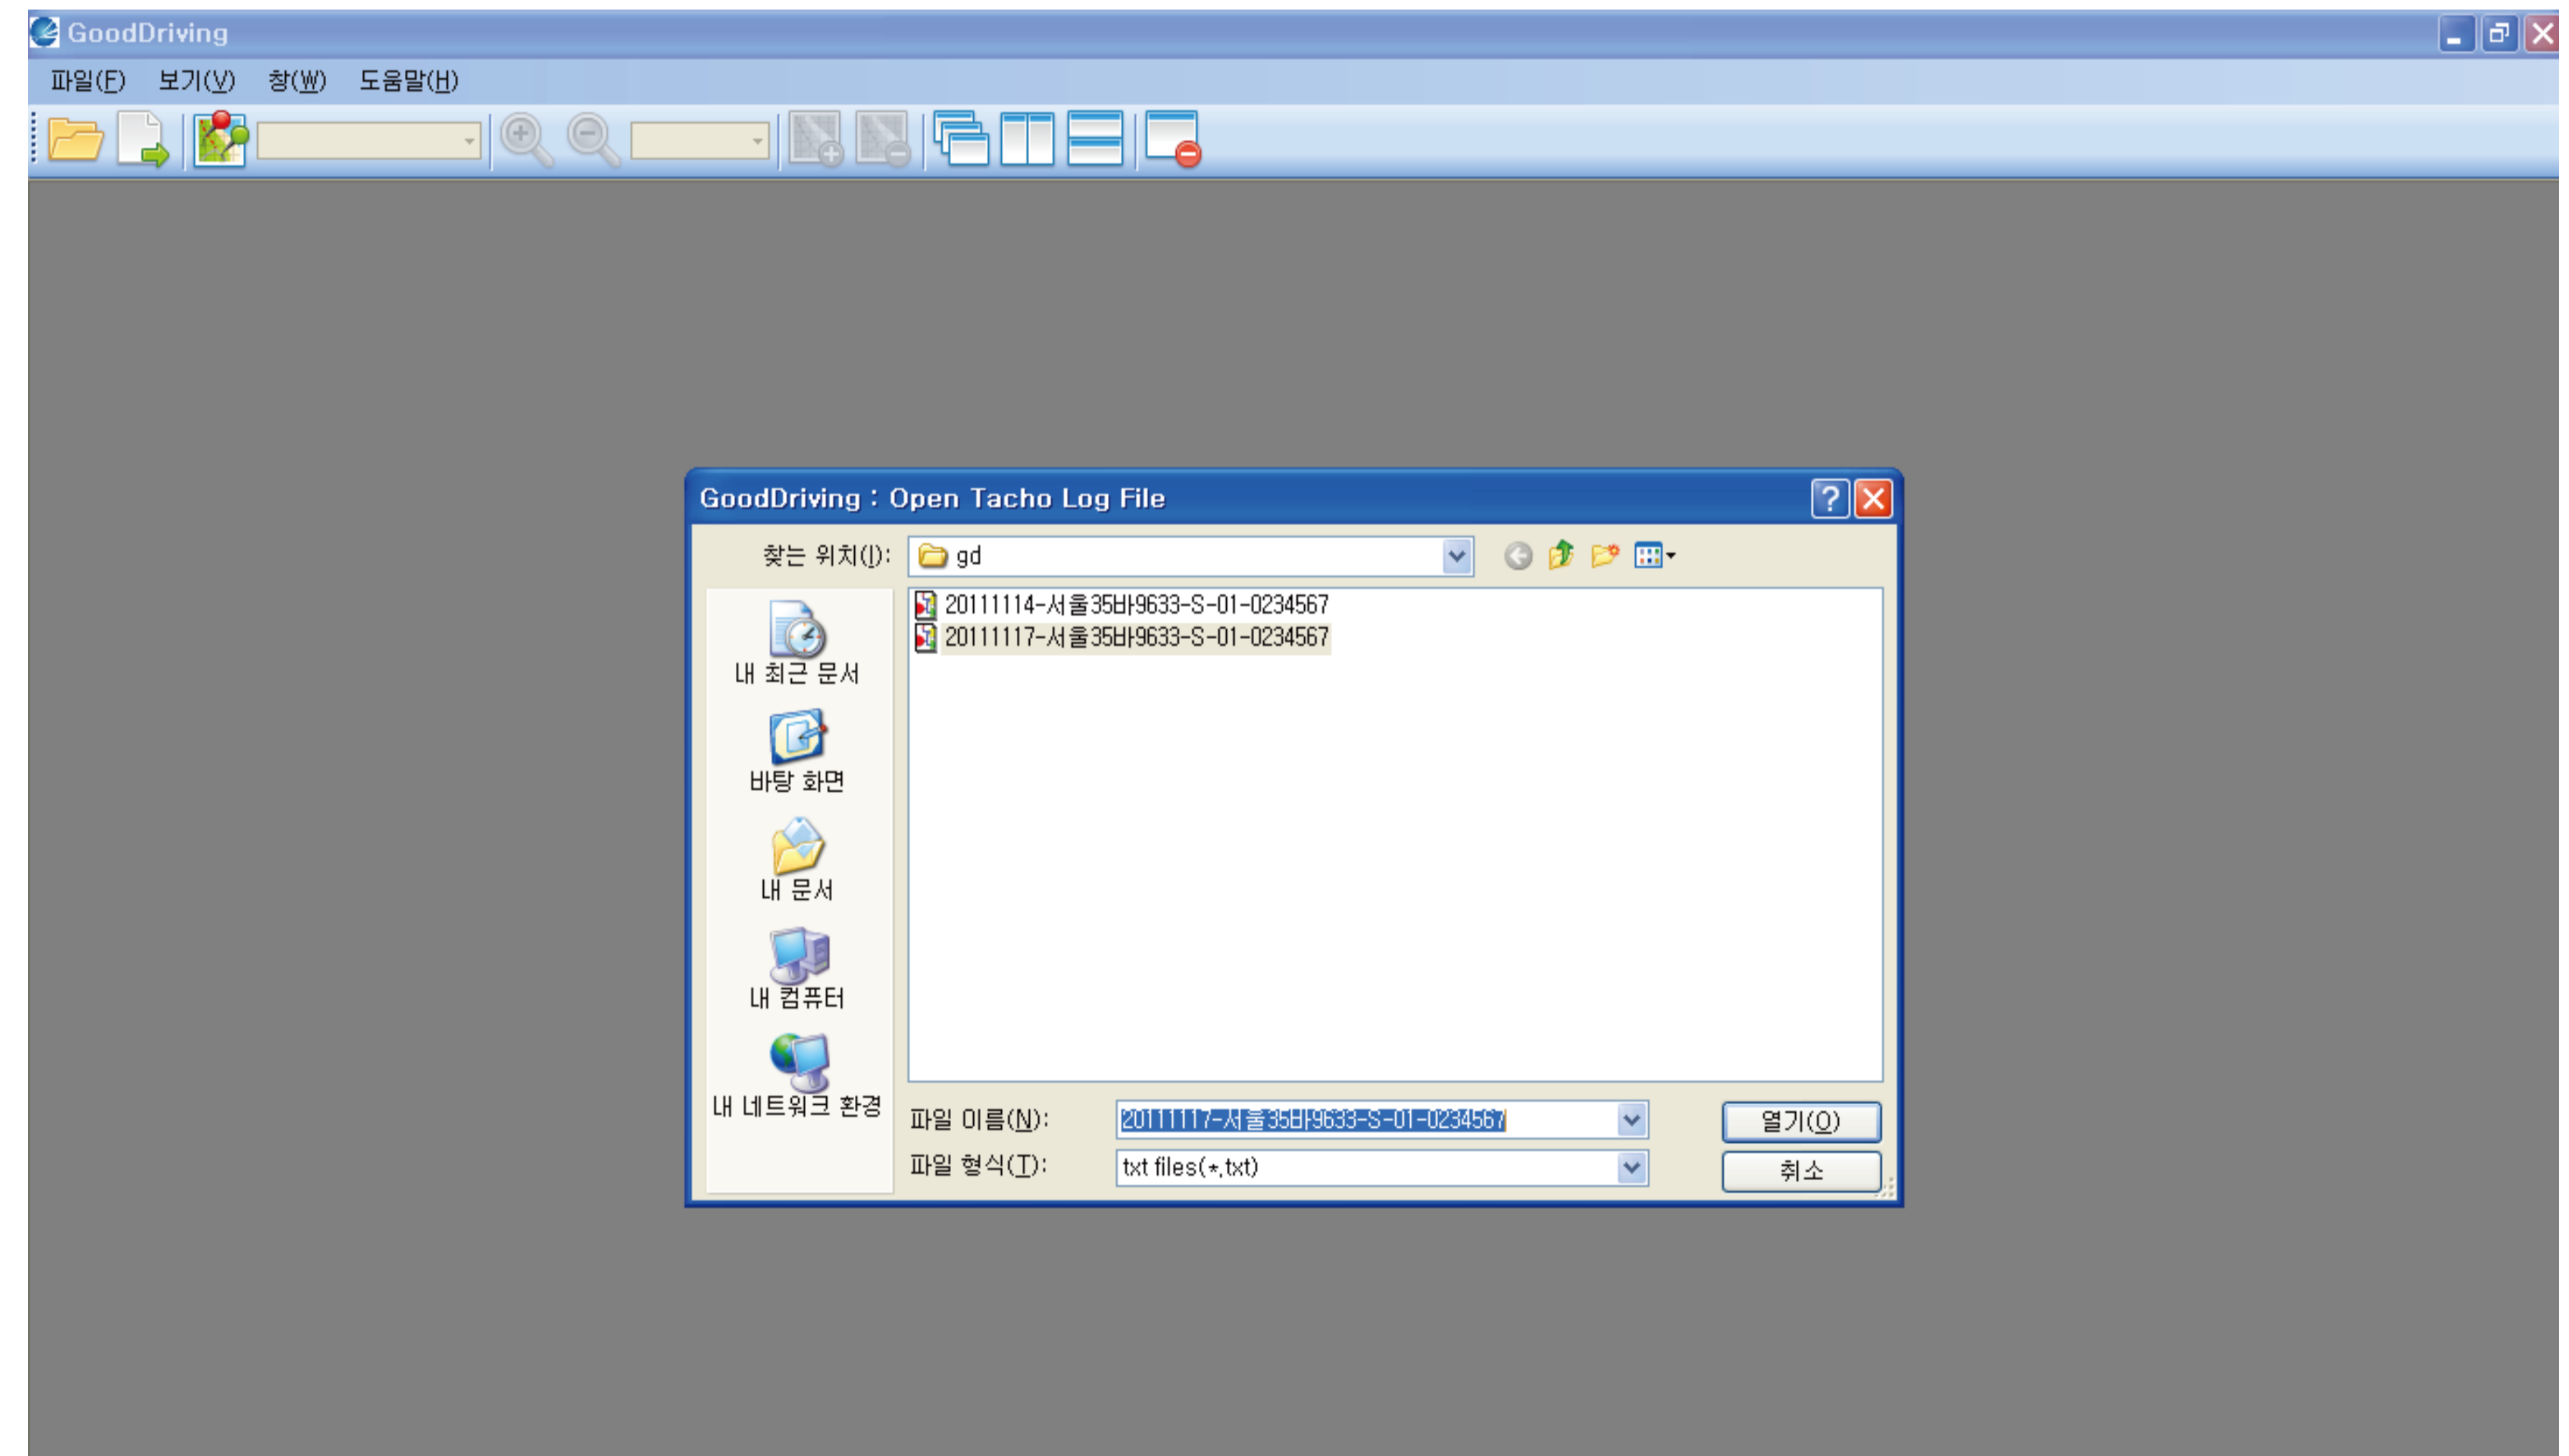 GoodDriving
파일(F) 보기(V) 창(W) 도움말(H)
GoodDriving : Open Tacho Log File
찾는 위치(I): gd
20111114-서울35바9633-S-01-0234567
20111117-서울35바9633-S-01-0234567
내 최근 문서
바탕 화면
내 문서
내 컴퓨터
내 네트워크 환경
파일 이름(N): 20111117-서울35바9633-S-01-0234567 열기(O)
파일 형식(T): txt files(*.txt) 취소